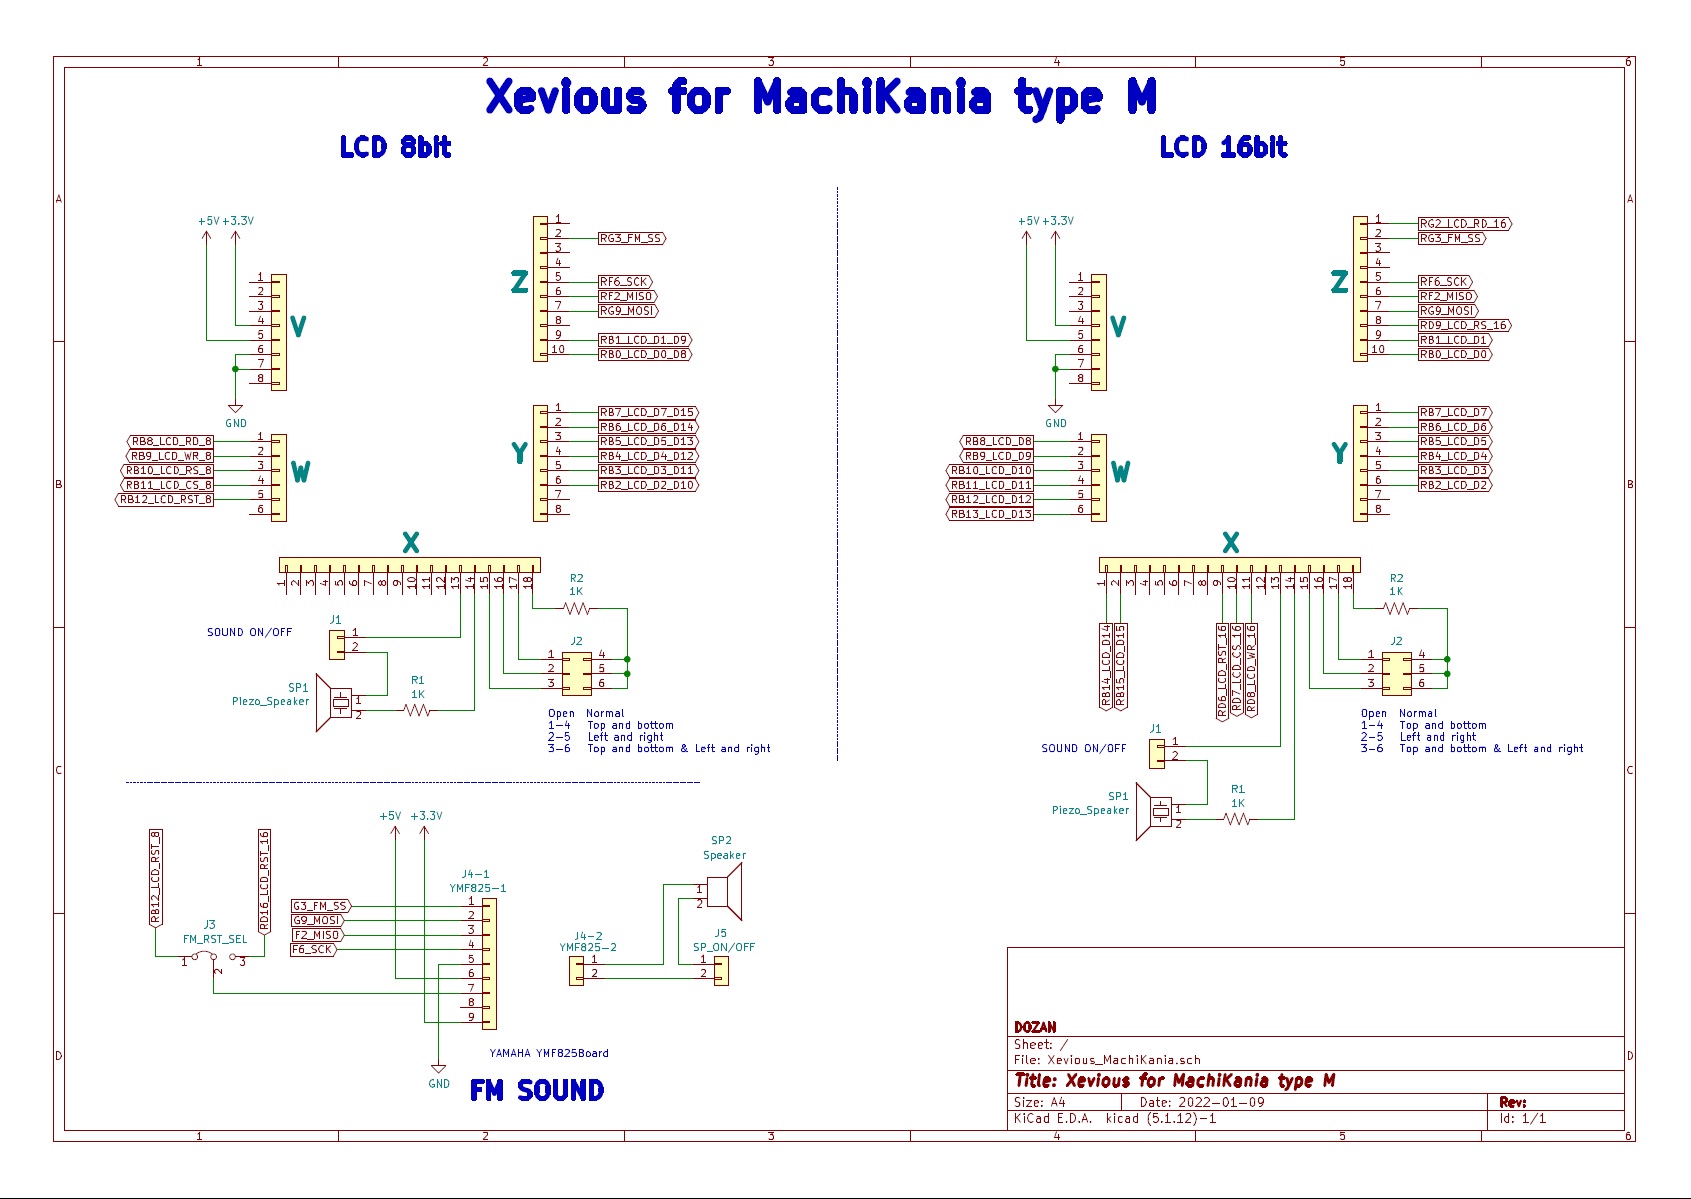 1 2 3 4 5 6
Xevious for MachiKania type M
LCD 8bit
LCD 16bit
A
A
B
B
C
C
D
D
+5V +3.3V
1
2
3
4
5
6
7
8
V
GND
RB8_LCD_RD_8 1
RB9_LCD_WR_8 2
RB10_LCD_RS_8 3
RB11_LCD_CS_8 4
RB12_LCD_RST_8 5
6
W
Z
1
2 RG3_FM_SS
3
4
5 RF6_SCK
6 RF2_MISO
7 RG9_MOSI
8
9 RB1_LCD_D1_D9
10 RB0_LCD_D0_D8
Y
1 RB7_LCD_D7_D15
2 RB6_LCD_D6_D14
3 RB5_LCD_D5_D13
4 RB4_LCD_D4_D12
5 RB3_LCD_D3_D11
6 RB2_LCD_D2_D10
7
8
X
1 2 3 4 5 6 7 8 9 10 11 12 13 14 15 16 17 18
R2
1K
J1
SOUND ON/OFF
1
2
SP1
Piezo_Speaker
1
2
R1
1K
J2
1 4
2 5
3 6
Open Normal
1-4 Top and bottom
2-5 Left and right
3-6 Top and bottom & Left and right
+5V +3.3V
1
2
3
4
5
6
7
8
V
GND
RB8_LCD_D8 1
RB9_LCD_D9 2
RB10_LCD_D10 3
RB11_LCD_D11 4
RB12_LCD_D12 5
RB13_LCD_D13 6
W
Z
1 RG2_LCD_RD_16
2 RG3_FM_SS
3
4
5 RF6_SCK
6 RF2_MISO
7 RG9_MOSI
8 RD9_LCD_RS_16
9 RB1_LCD_D1
10 RB0_LCD_D0
Y
1 RB7_LCD_D7
2 RB6_LCD_D6
3 RB5_LCD_D5
4 RB4_LCD_D4
5 RB3_LCD_D3
6 RB2_LCD_D2
7
8
X
1 2 3 4 5 6 7 8 9 10 11 12 13 14 15 16 17 18
RB14_LCD_D14
RB15_LCD_D15
RD6_LCD_RST_16
RD7_LCD_CS_16
RD8_LCD_WR_16
R2
1K
J2
1 4
2 5
3 6
Open Normal
1-4 Top and bottom
2-5 Left and right
3-6 Top and bottom & Left and right
J1
SOUND ON/OFF
1
2
SP1
Piezo_Speaker
1
2
R1
1K
RB12_LCD_RST_8
RD16_LCD_RST_16
J3
FM_RST_SEL
1 2 3
+5V +3.3V
J4-1
YMF825-1
G3_FM_SS 1
G9_MOSI 2
F2_MISO 3
F6_SCK 4
5
6
7
8
9
GND
YAMAHA YMF825Board
FM SOUND
SP2
Speaker
1
2
J4-2
YMF825-2
1
2
J5
SP_ON/OFF
1
2
DOZAN
Sheet: /
File: Xevious_MachiKania.sch
Title: Xevious for MachiKania type M
Size: A4 Date: 2022-01-09 Rev:
KiCad E.D.A. kicad (5.1.12)-1 Id: 1/1
1 2 3 4 5 6